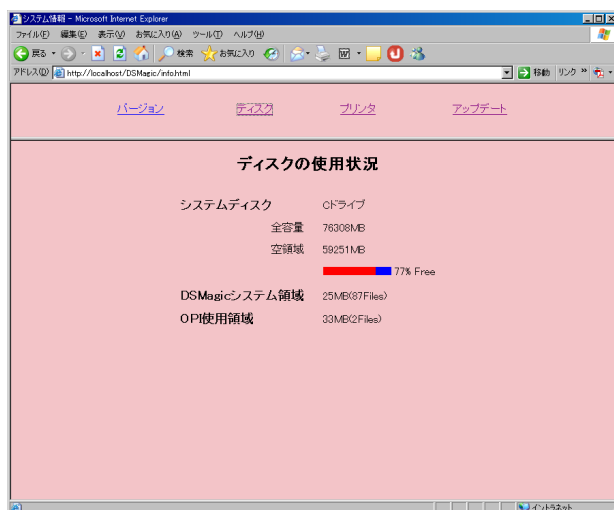 システム情報 - Microsoft Internet Explorer
ファイル(F) 編集(E) 表示(V) お気に入り(A) ツール(T) ヘルプ(H)
戻る 検索 お気に入り
アドレス(D) http://localhost/DSMagic/info.html 移動 リンク »
バージョン ディスク プリンタ アップデート
ディスクの使用状況
システムディスク Cドライブ
全容量 76308MB
空領域 59251MB
77% Free
DSMagicシステム領域 25MB(87Files)
OPI使用領域 33MB(2Files)
イントラネット